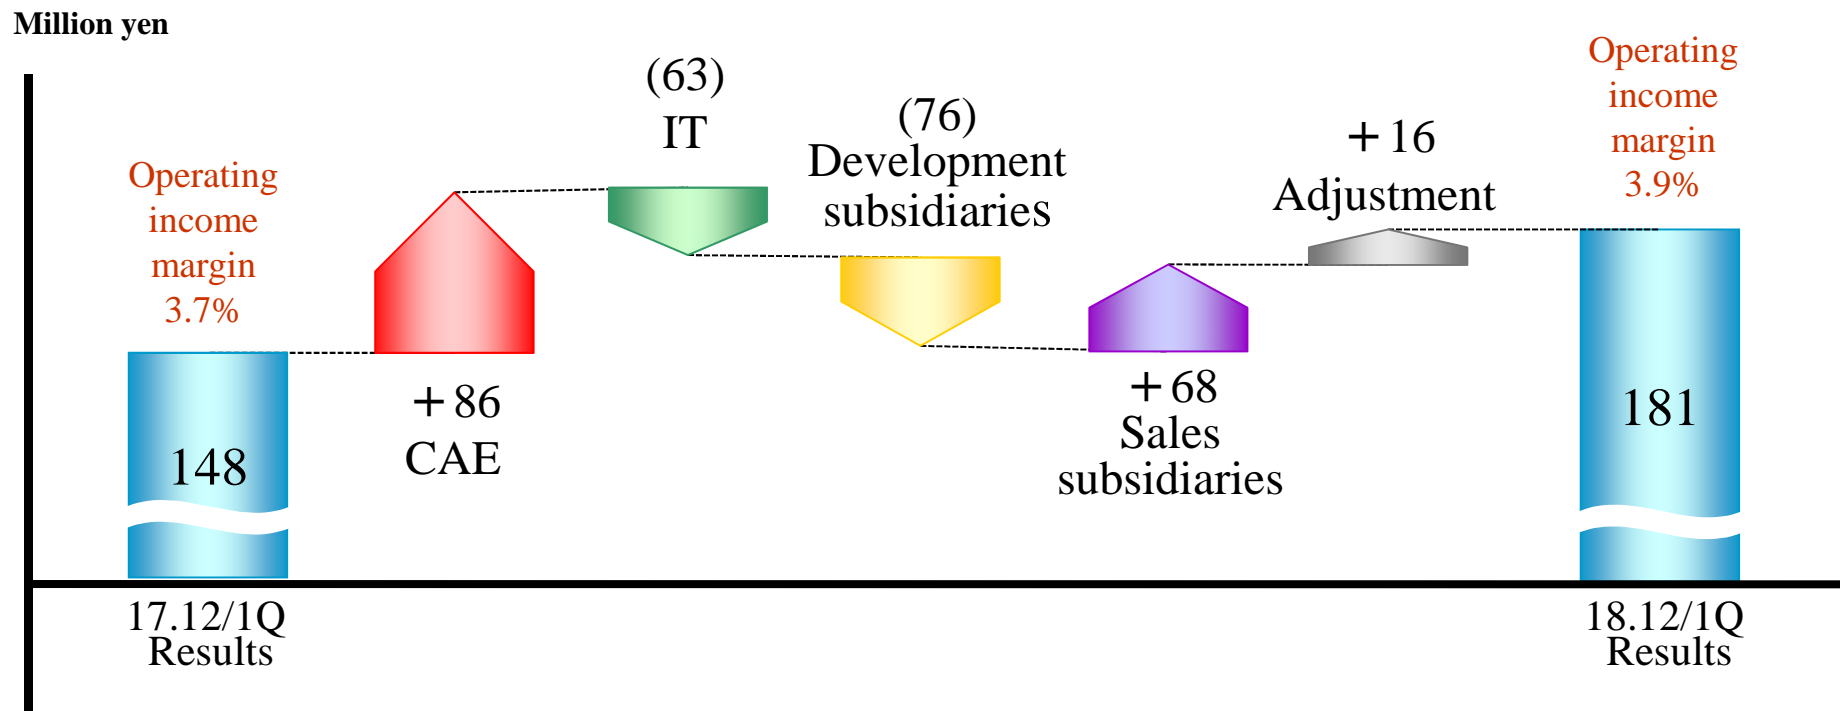 Million yen
Operating
income
margin
3.7%
148
17.12/1Q
Results
+86
CAE
(63)
IT
(76)
Development
subsidiaries
+68
Sales
subsidiaries
+16
Adjustment
Operating
income
margin
3.9%
181
18.12/1Q
Results